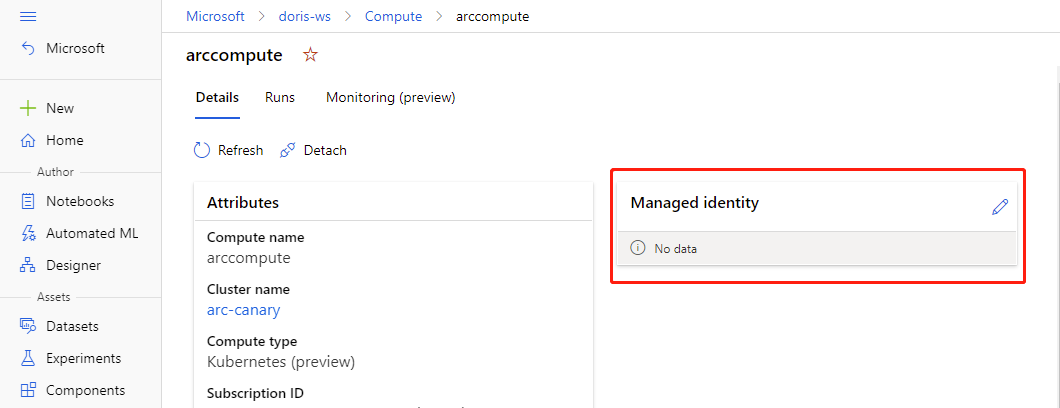 Microsoft > doris-ws > Compute > arccompute
Microsoft
arccompute
Details Runs Monitoring (preview)
New
Home
Refresh Detach
Author
Notebooks
Automated ML
Designer
Assets
Datasets
Experiments
Components
Attributes
Compute name
arccompute
Cluster name
arc-canary
Compute type
Kubernetes (preview)
Subscription ID
Managed identity
No data